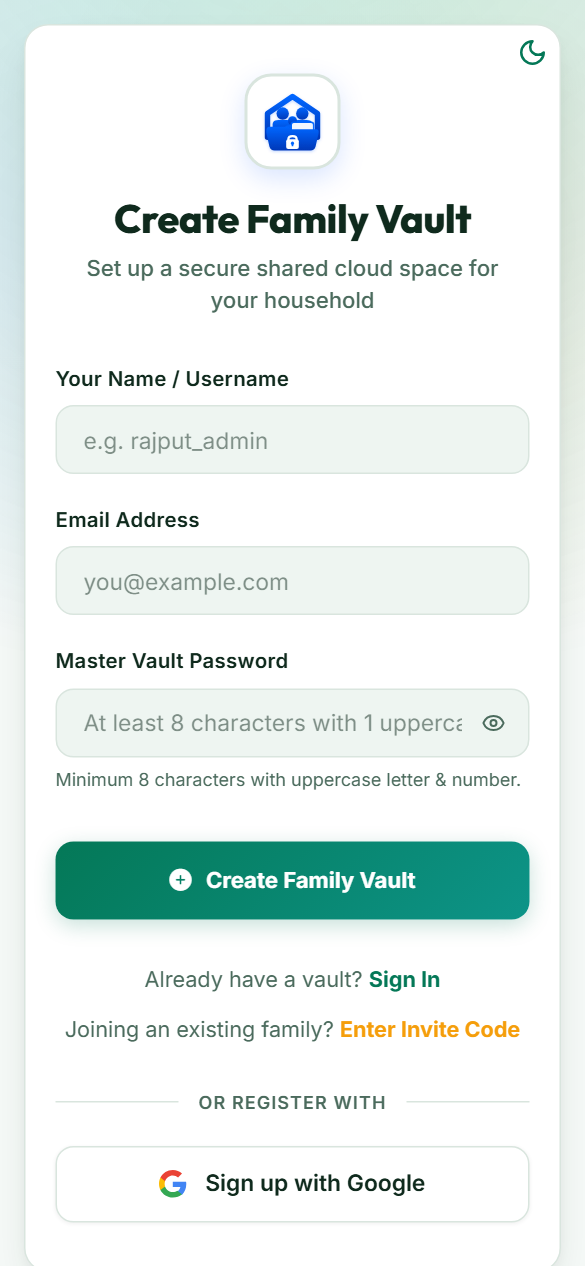 Create Family Vault
Set up a secure shared cloud space for
your household
Your Name / Username
e.g. rajput_admin
Email Address
you@example.com
Master Vault Password
At least 8 characters with 1 upperca
Minimum 8 characters with uppercase letter & number.
Create Family Vault
Already have a vault? Sign In
Joining an existing family? Enter Invite Code
OR REGISTER WITH
Sign up with Google